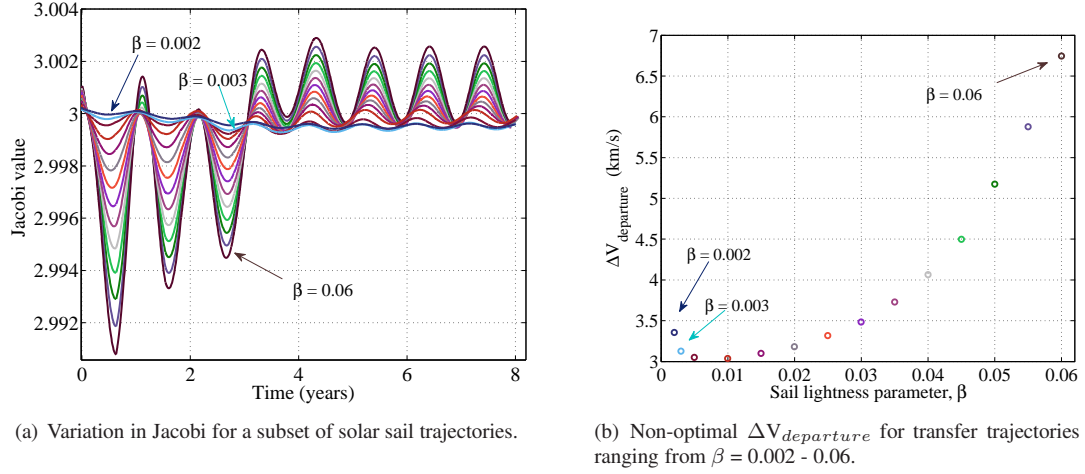 3.004
3.002
3
2.998
2.996
2.994
2.992
Jacobi value
β = 0.002
β = 0.003
β = 0.06
0 2 4 6 8
Time (years)
(a) Variation in Jacobi for a subset of solar sail trajectories.
7
6.5
6
5.5
5
4.5
4
3.5
3
ΔV_departure (km/s)
β = 0.06
β = 0.002
β = 0.003
0 0.01 0.02 0.03 0.04 0.05 0.06
Sail lightness parameter, β
(b) Non-optimal ΔV_departure for transfer trajectories
ranging from β = 0.002 - 0.06.